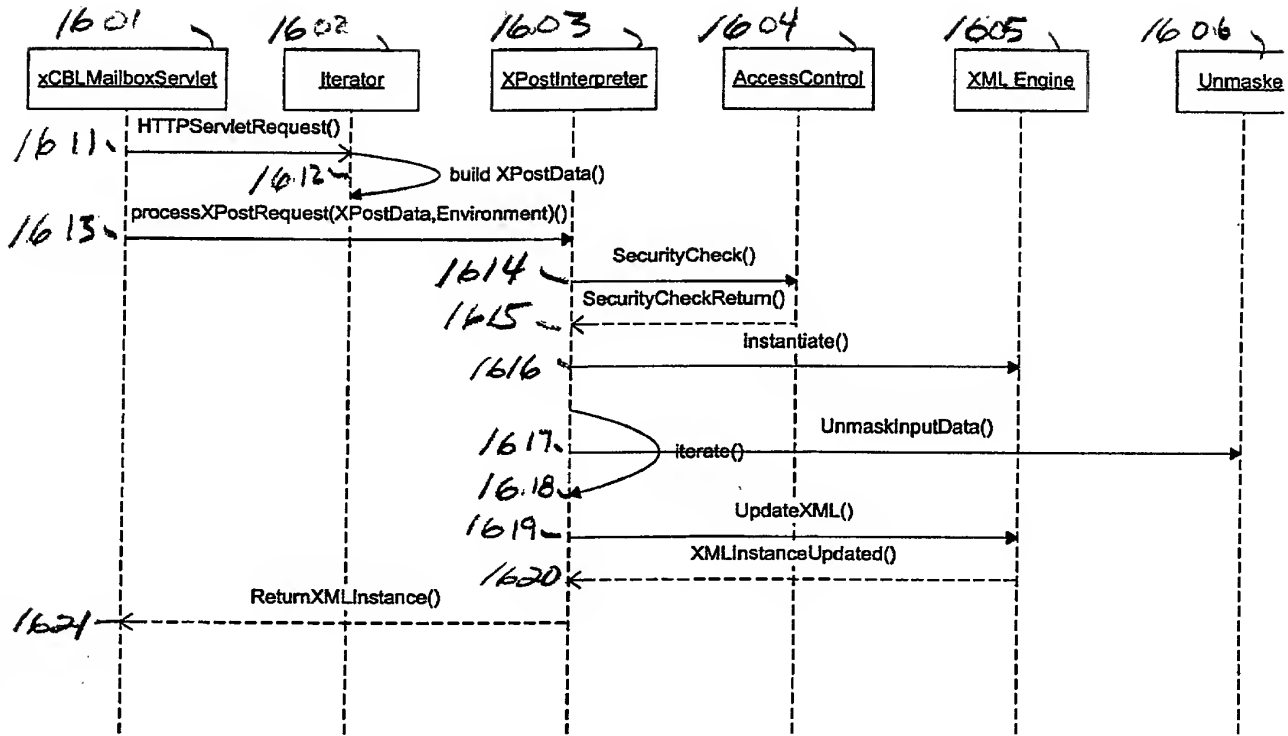 1601 1602 1603 1604 1605 1606
xCBLMailboxServlet Iterator XPostInterpreter AccessControl XML Engine Unmaske
HTTPServletRequest()
1611
1612 build XPostData()
processXPostRequest(XPostData,Environment)()
1613
SecurityCheck()
1614
SecurityCheckReturn()
1615
Instantiate()
1616
UnmaskInputData()
1617 iterate()
1618
UpdateXML()
1619
XMLInstanceUpdated()
1620
ReturnXMLInstance()
1621